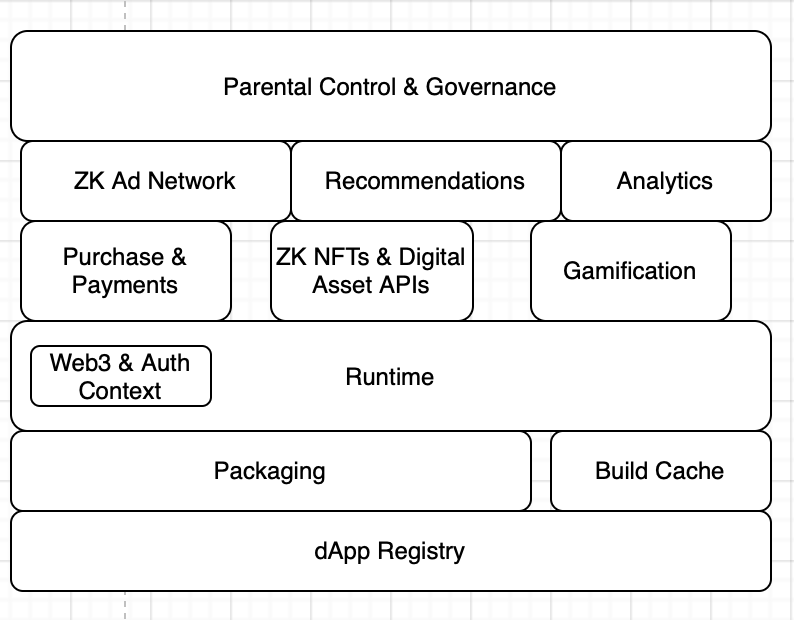 Parental Control & Governance
ZK Ad Network
Recommendations
Analytics
Purchase &
Payments
ZK NFTs & Digital
Asset APIs
Gamification
Web3 & Auth
Context
Runtime
Packaging
Build Cache
dApp Registry